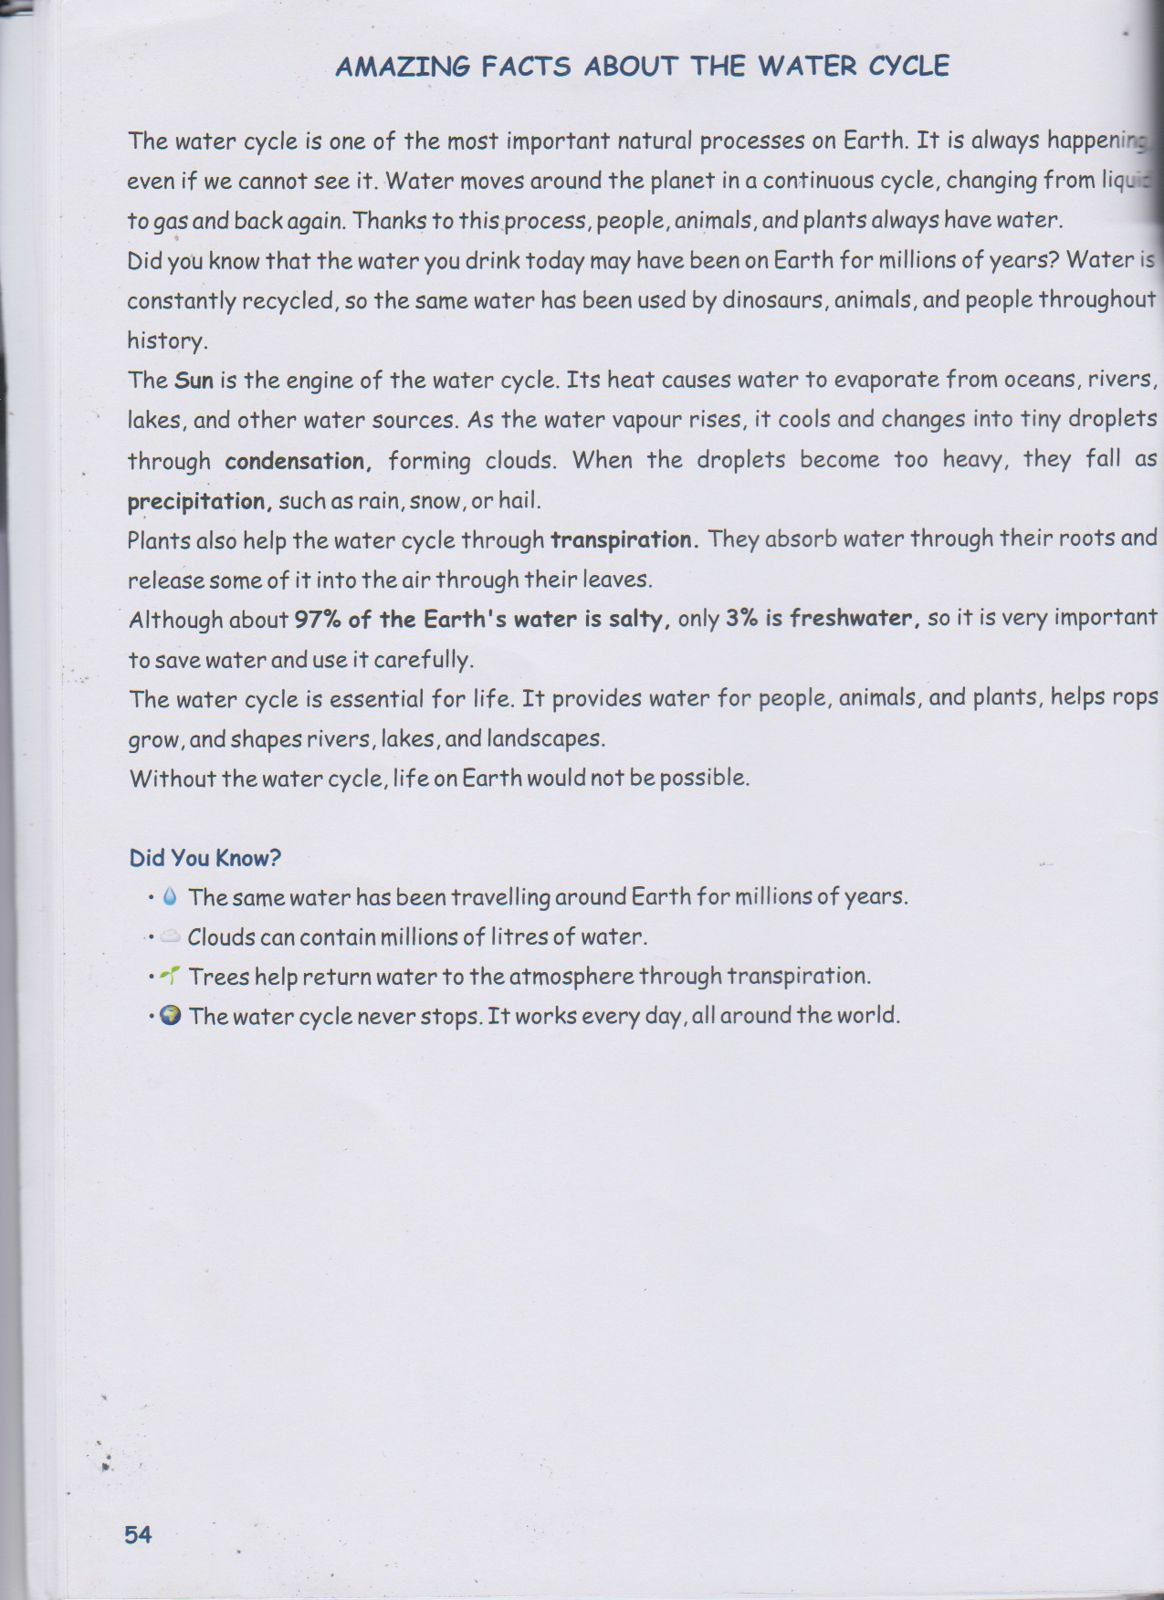 AMAZING FACTS ABOUT THE WATER CYCLE
The water cycle is one of the most important natural processes on Earth. It is always happening,
even if we cannot see it. Water moves around the planet in a continuous cycle, changing from liquid
to gas and back again. Thanks to this process, people, animals, and plants always have water.
Did you know that the water you drink today may have been on Earth for millions of years? Water is
constantly recycled, so the same water has been used by dinosaurs, animals, and people throughout
history.
The Sun is the engine of the water cycle. Its heat causes water to evaporate from oceans, rivers,
lakes, and other water sources. As the water vapour rises, it cools and changes into tiny droplets
through condensation, forming clouds. When the droplets become too heavy, they fall as
precipitation, such as rain, snow, or hail.
Plants also help the water cycle through transpiration. They absorb water through their roots and
release some of it into the air through their leaves.
Although about 97% of the Earth's water is salty, only 3% is freshwater, so it is very important
to save water and use it carefully.
The water cycle is essential for life. It provides water for people, animals, and plants, helps rops
grow, and shapes rivers, lakes, and landscapes.
Without the water cycle, life on Earth would not be possible.
Did You Know?
• 💧 The same water has been travelling around Earth for millions of years.
• ☁️ Clouds can contain millions of litres of water.
• 🌱 Trees help return water to the atmosphere through transpiration.
• 🌍 The water cycle never stops. It works every day, all around the world.
54